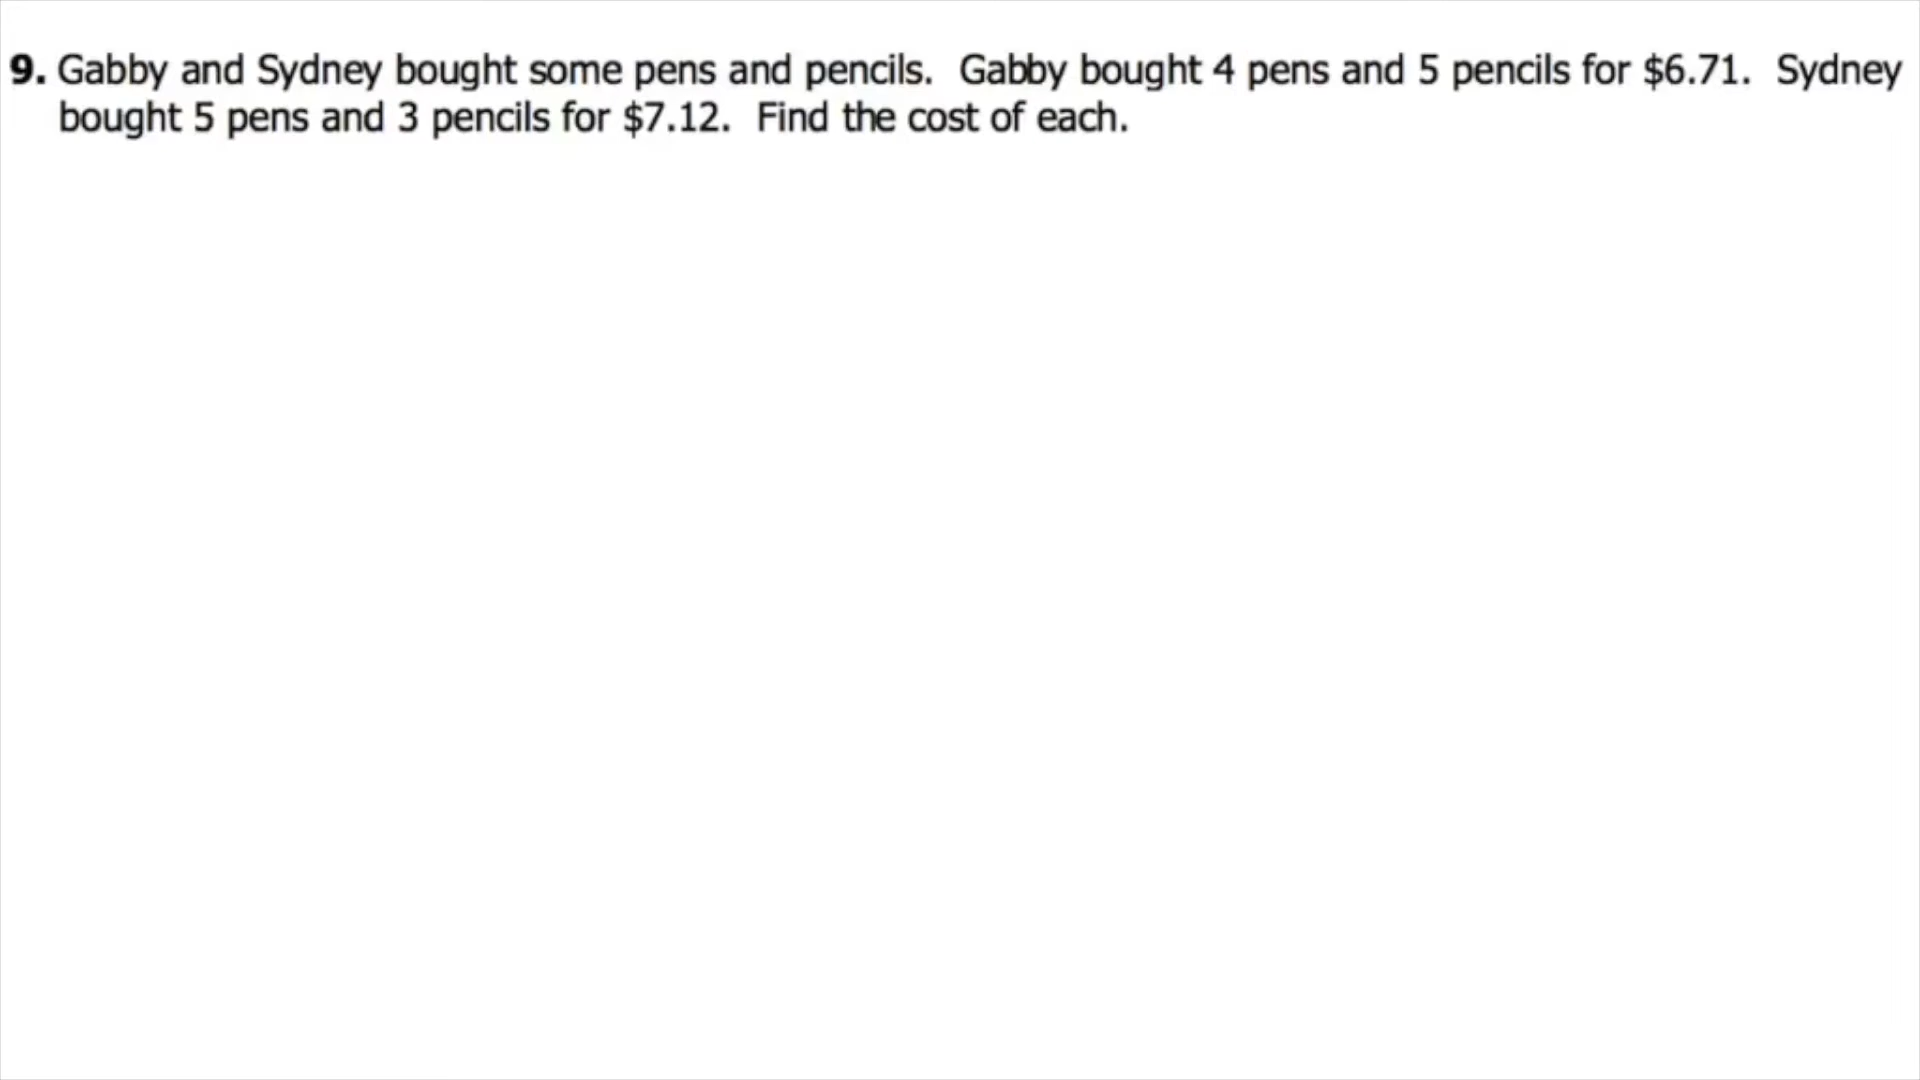 9. Gabby and Sydney bought some pens and pencils. Gabby bought 4 pens and 5 pencils for $6.71. Sydney
bought 5 pens and 3 pencils for $7.12. Find the cost of each.